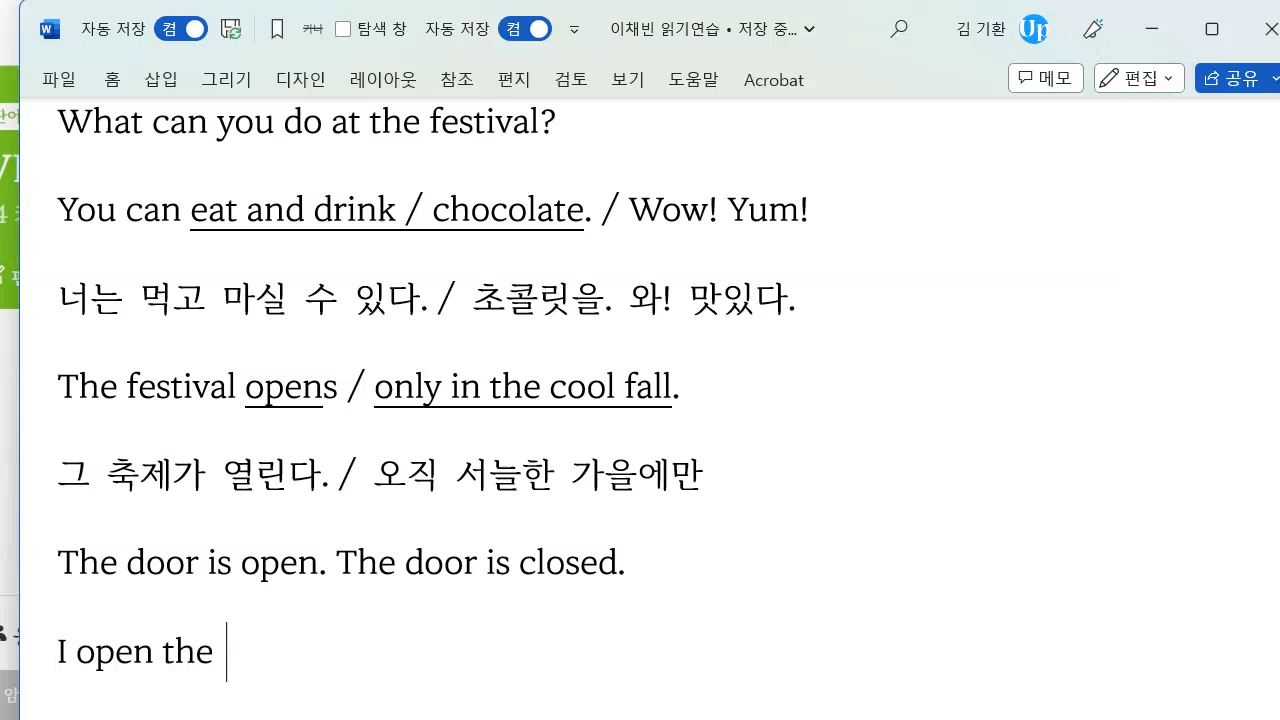 자동 저장 켬 가나 탐색 창 자동 저장 켬 이채빈 읽기연습 • 저장 중... 김 기환 Up
파일 홈 삽입 그리기 디자인 레이아웃 참조 편지 검토 보기 도움말 Acrobat 메모 편집 공유
What can you do at the festival?
You can eat and drink / chocolate. / Wow! Yum!
너는 먹고 마실 수 있다. / 초콜릿을. 와! 맛있다.
The festival opens / only in the cool fall.
그 축제가 열린다. / 오직 서늘한 가을에만
The door is open. The door is closed.
I open the